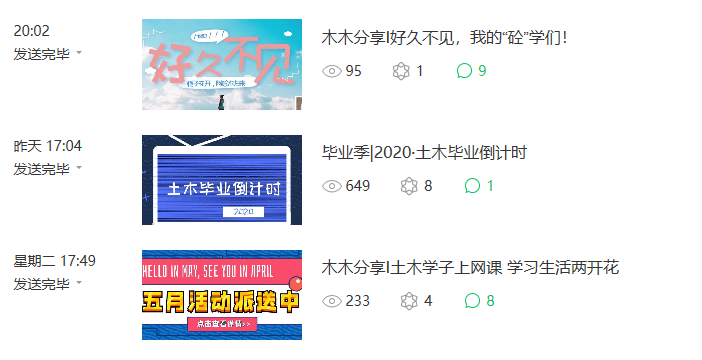 20:02
发送完毕
好久不见
木木分享I好久不见，我的“砼”学们！
95
1
9
昨天 17:04
发送完毕
土木毕业倒计时
2020
毕业季|2020·土木毕业倒计时
649
8
1
星期二 17:49
发送完毕
HELLO IN MAY, SEE YOU IN APRIL
五月活动派送中
点击查看详情>>
木木分享I土木学子上网课 学习生活两开花
233
4
8